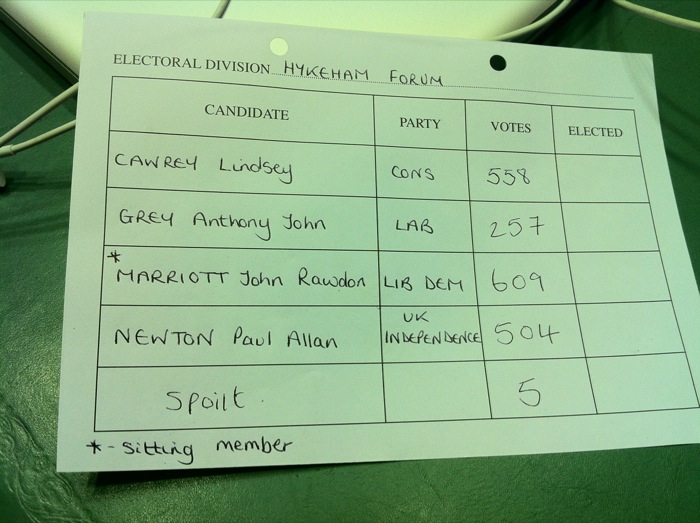 ELECTORAL DIVISION HYKEHAM FORUM
CANDIDATE PARTY VOTES ELECTED
CAWREY Lindsey CONS 558
GREY Anthony John LAB 257
* MARRIOTT John Rawdon LIB DEM 609
NEWTON Paul Allan UK INDEPENDENCE 504
Spoilt. 5
* - sitting member